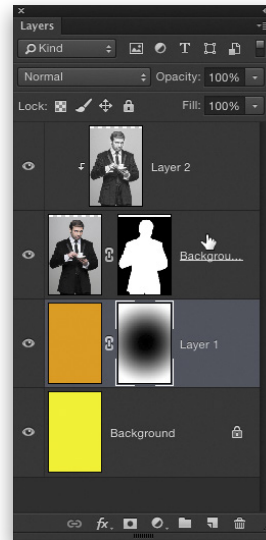 Layers
Kind
T
Normal
Opacity: 100%
Lock:
Fill: 100%
Layer 2
Backgrou...
Layer 1
Background
fx.